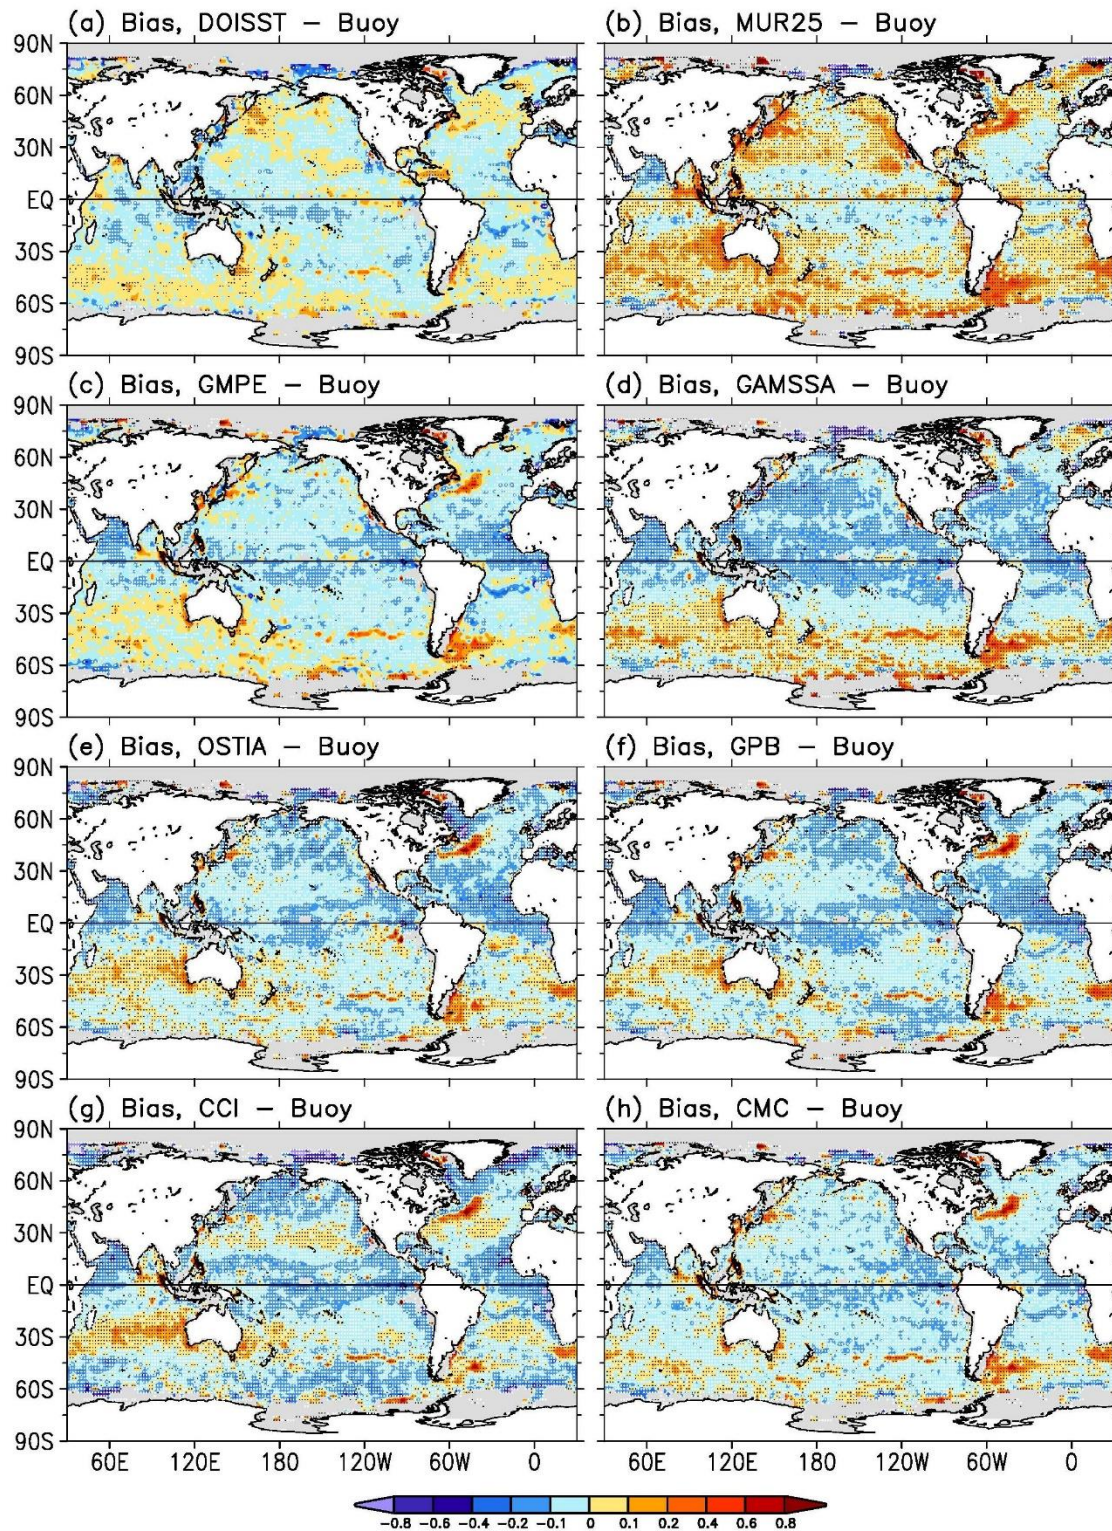 (a) Bias, DOISST – Buoy
(b) Bias, MUR25 – Buoy
90N
60N
30N
EQ
30S
60S
90S
(c) Bias, GMPE – Buoy
(d) Bias, GAMSSA – Buoy
90N
60N
30N
EQ
30S
60S
90S
(e) Bias, OSTIA – Buoy
(f) Bias, GPB – Buoy
90N
60N
30N
EQ
30S
60S
90S
(g) Bias, CCI – Buoy
(h) Bias, CMC – Buoy
90N
60N
30N
EQ
30S
60S
90S
60E 120E 180 120W 60W 0 60E 120E 180 120W 60W 0
-0.8 -0.6 -0.4 -0.2 -0.1 0 0.1 0.2 0.4 0.6 0.8